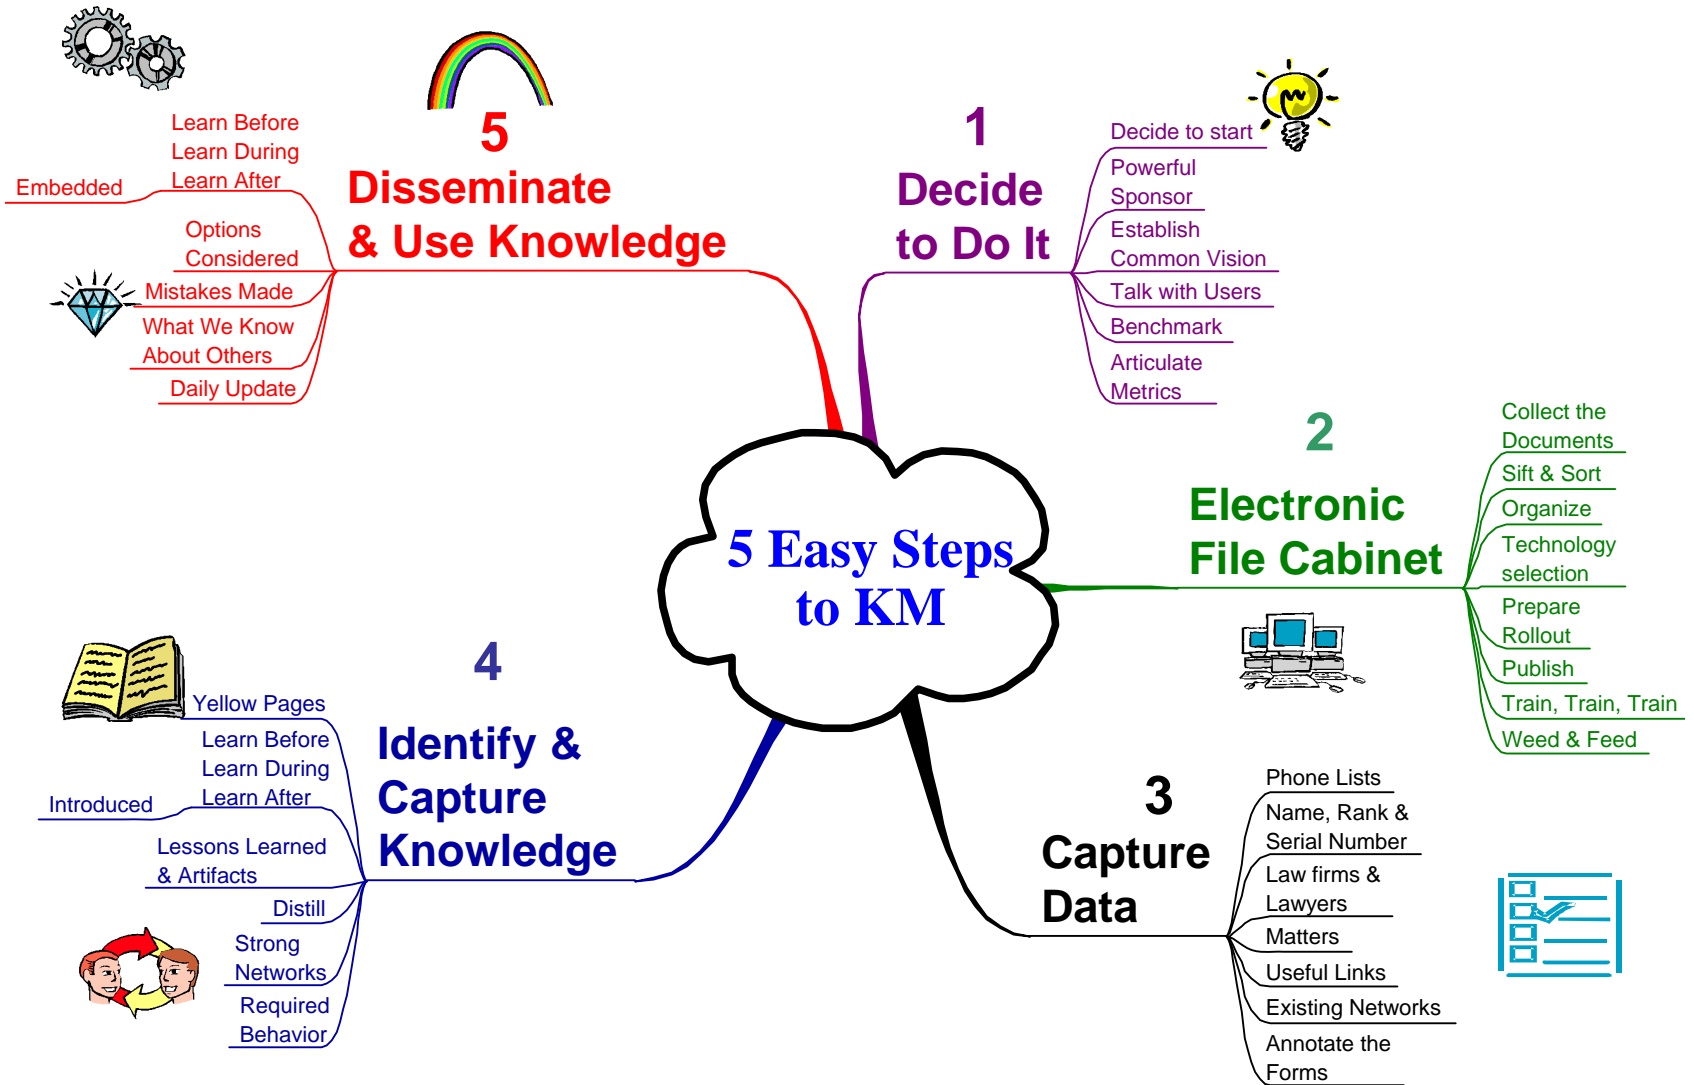 5 Easy Steps
to KM
1
Decide
to Do It
Decide to start
Powerful
Sponsor
Establish
Common Vision
Talk with Users
Benchmark
Articulate
Metrics
2
Electronic
File Cabinet
Collect the
Documents
Sift & Sort
Organize
Technology
selection
Prepare
Rollout
Publish
Train, Train, Train
Weed & Feed
3
Capture
Data
Phone Lists
Name, Rank &
Serial Number
Law firms &
Lawyers
Matters
Useful Links
Existing Networks
Annotate the
Forms
4
Identify &
Capture
Knowledge
Yellow Pages
Learn Before
Learn During
Learn After
Introduced
Lessons Learned
& Artifacts
Distill
Strong
Networks
Required
Behavior
5
Disseminate
& Use Knowledge
Learn Before
Learn During
Learn After
Embedded
Options
Considered
Mistakes Made
What We Know
About Others
Daily Update